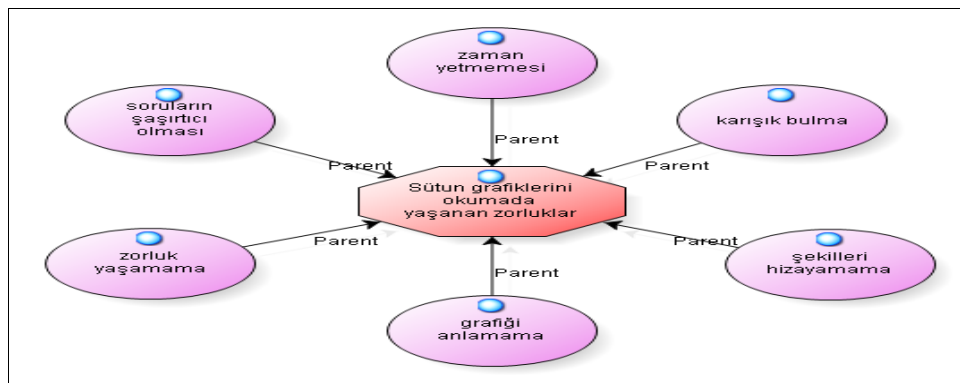 zaman
yetmemesi
soruların
şaşırtıcı
olması
karışık bulma
Parent
Parent
Parent
Sütun grafiklerini
okumada
yaşanan zorluklar
zorluk
yaşamama
Parent
Parent
Parent
şekilleri
hizayamama
grafiği
anlamama